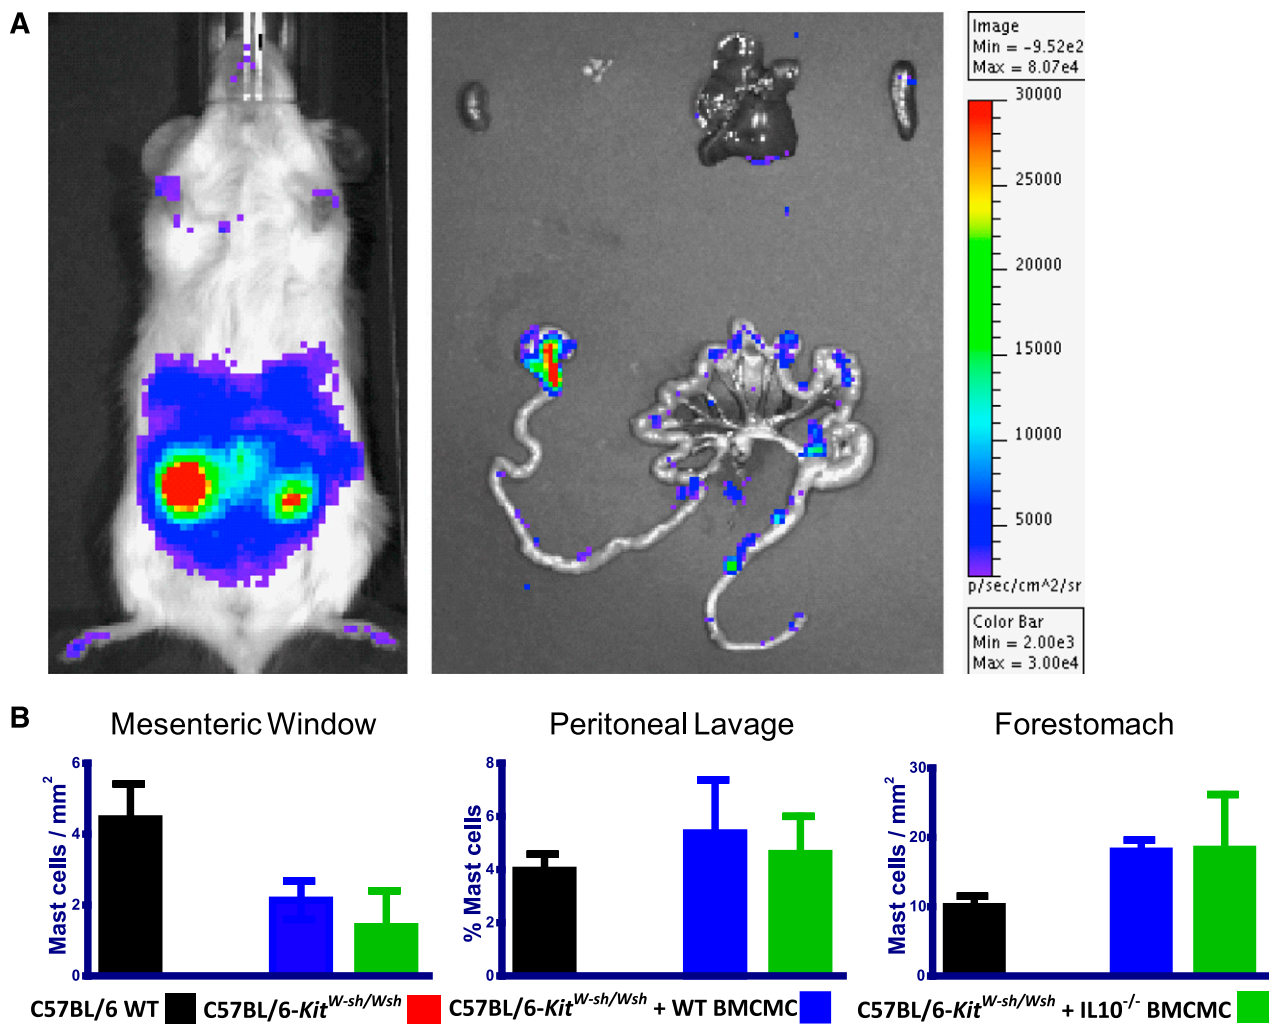 A
Image
Min = -9.52e2
Max = 8.07e4
30000
25000
20000
15000
10000
5000
p/sec/cm^2/sr
Color Bar
Min = 2.00e3
Max = 3.00e4
B
Mesenteric Window
Mast cells / mm²
6
4
2
0
Peritoneal Lavage
% Mast cells
8
6
4
2
0
Forestomach
Mast cells / mm²
30
20
10
0
C57BL/6 WT
C57BL/6-Kit^W-sh/Wsh
C57BL/6-Kit^W-sh/Wsh + WT BMCMC
C57BL/6-Kit^W-sh/Wsh + IL10^-/- BMCMC